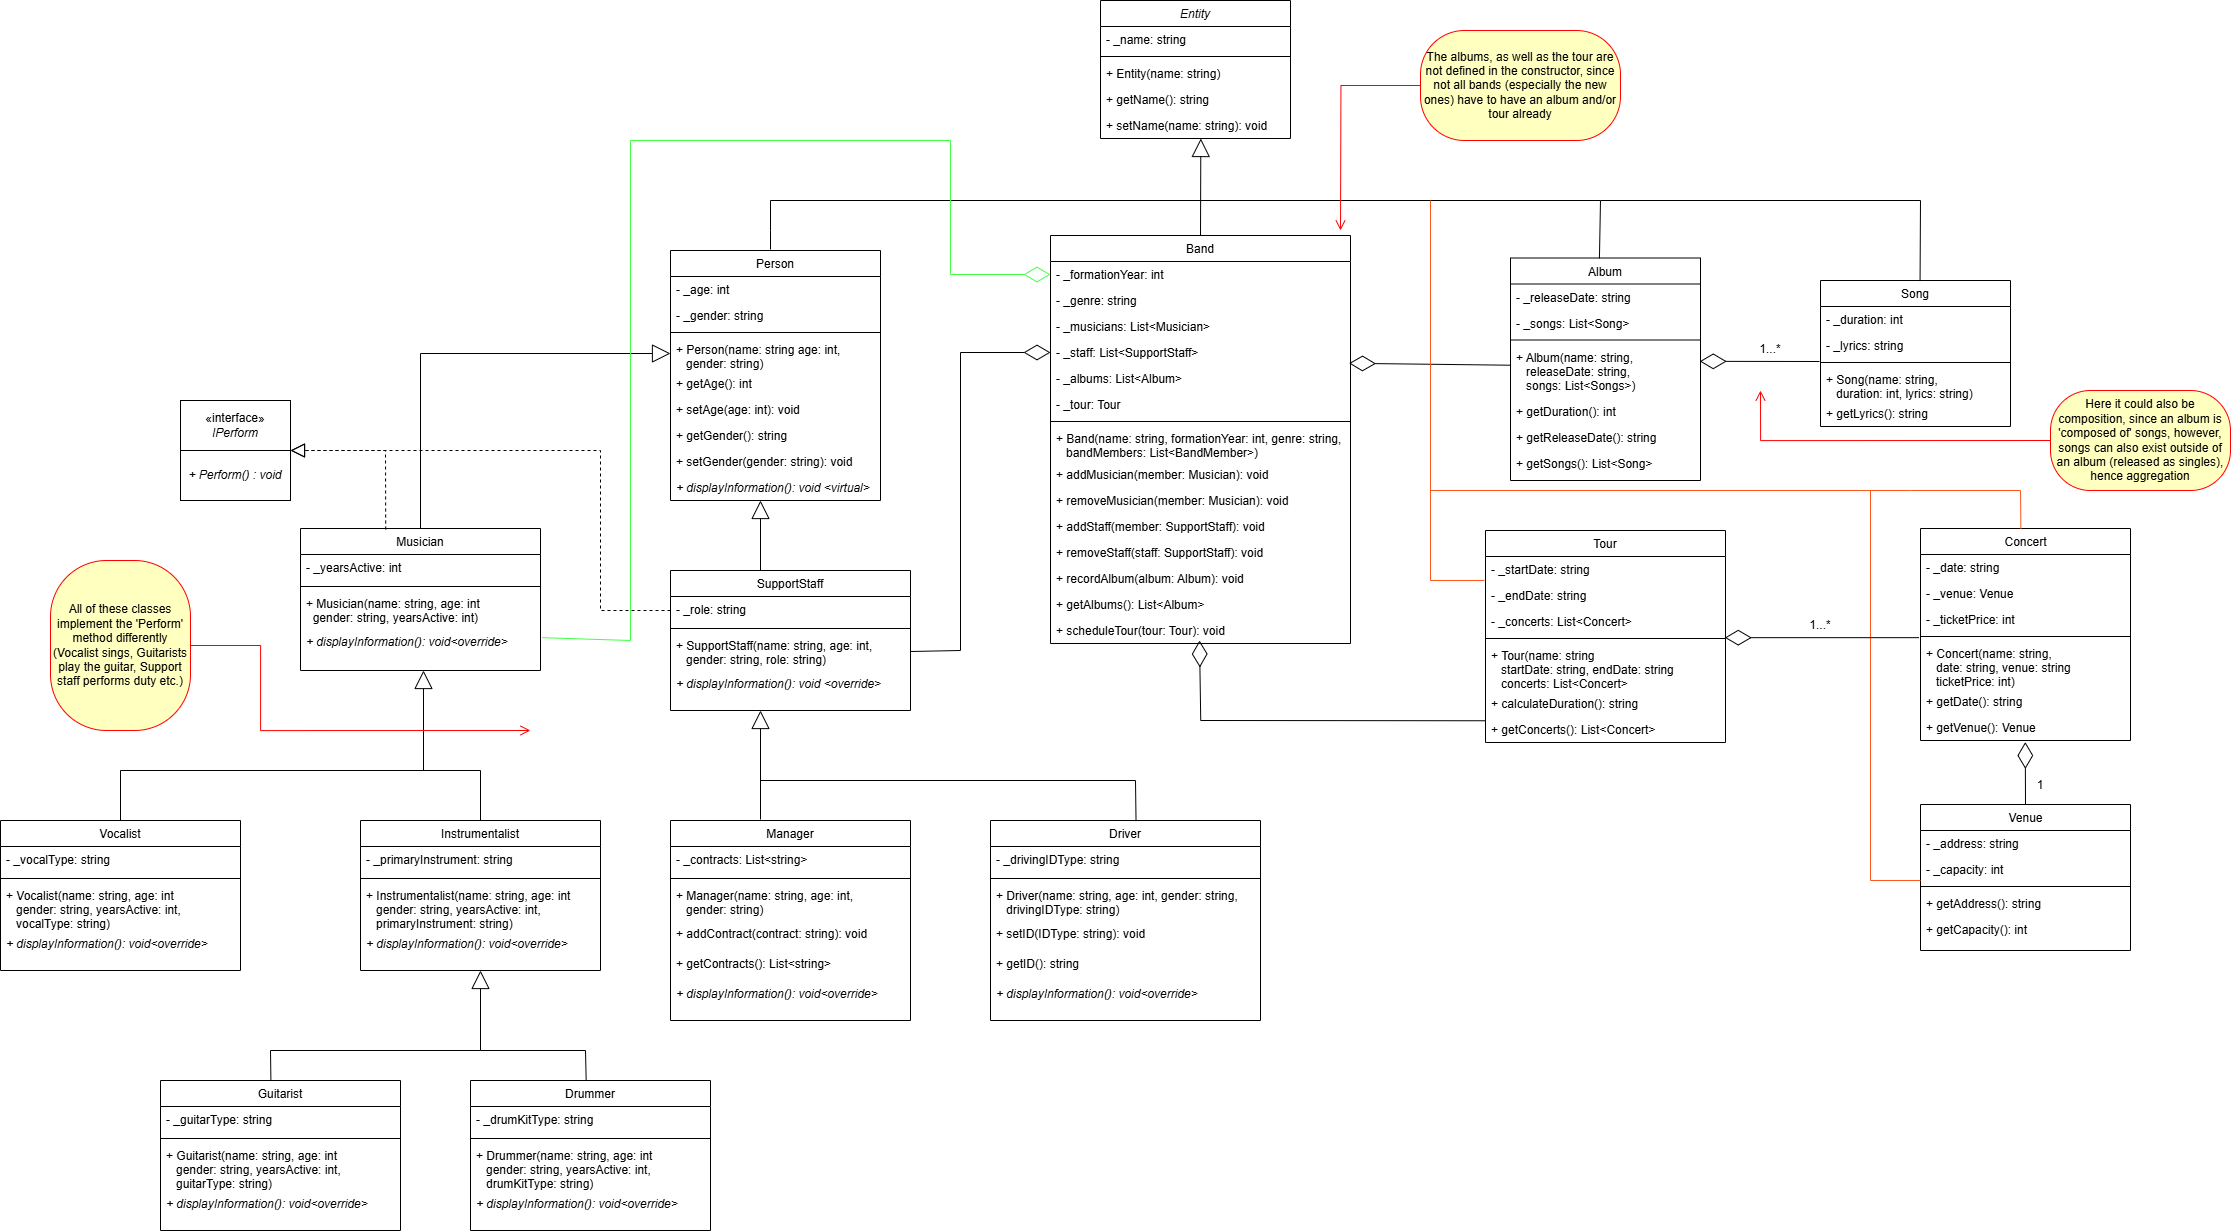 Entity
- _name: string
+ Entity(name: string)
+ getName(): string
+ setName(name: string): void
The albums, as well as the tour are
not defined in the constructor, since
not all bands (especially the new
ones) have to have an album and/or
tour already
Person
- _age: int
- _gender: string
+ Person(name: string age: int,
gender: string)
+ getAge(): int
+ setAge(age: int): void
+ getGender(): string
+ setGender(gender: string): void
+ displayInformation(): void <virtual>
Band
- _formationYear: int
- _genre: string
- _musicians: List<Musician>
- _staff: List<SupportStaff>
- _albums: List<Album>
- _tour: Tour
+ Band(name: string, formationYear: int, genre: string,
bandMembers: List<BandMember>)
+ addMusician(member: Musician): void
+ removeMusician(member: Musician): void
+ addStaff(member: SupportStaff): void
+ removeStaff(staff: SupportStaff): void
+ recordAlbum(album: Album): void
+ getAlbums(): List<Album>
+ scheduleTour(tour: Tour): void
Album
- _releaseDate: string
- _songs: List<Song>
+ Album(name: string,
releaseDate: string,
songs: List<Songs>)
+ getDuration(): int
+ getReleaseDate(): string
+ getSongs(): List<Song>
1...*
Song
- _duration: int
- _lyrics: string
+ Song(name: string,
duration: int, lyrics: string)
+ getLyrics(): string
Here it could also be
composition, since an album is
'composed of' songs, however,
songs can also exist outside of
an album (released as singles),
hence aggregation
«interface»
IPerform
+ Perform() : void
Musician
- _yearsActive: int
+ Musician(name: string, age: int
gender: string, yearsActive: int)
+ displayInformation(): void<override>
All of these classes
implement the 'Perform'
method differently
(Vocalist sings, Guitarists
play the guitar, Support
staff performs duty etc.)
SupportStaff
- _role: string
+ SupportStaff(name: string, age: int,
gender: string, role: string)
+ displayInformation(): void <override>
Tour
- _startDate: string
- _endDate: string
- _concerts: List<Concert>
+ Tour(name: string
startDate: string, endDate: string
concerts: List<Concert>
+ calculateDuration(): string
+ getConcerts(): List<Concert>
1...*
Concert
- _date: string
- _venue: Venue
- _ticketPrice: int
+ Concert(name: string,
date: string, venue: string
ticketPrice: int)
+ getDate(): string
+ getVenue(): Venue
1
Venue
- _address: string
- _capacity: int
+ getAddress(): string
+ getCapacity(): int
Vocalist
- _vocalType: string
+ Vocalist(name: string, age: int
gender: string, yearsActive: int,
vocalType: string)
+ displayInformation(): void<override>
Instrumentalist
- _primaryInstrument: string
+ Instrumentalist(name: string, age: int
gender: string, yearsActive: int,
primaryInstrument: string)
+ displayInformation(): void<override>
Manager
- _contracts: List<string>
+ Manager(name: string, age: int,
gender: string)
+ addContract(contract: string): void
+ getContracts(): List<string>
+ displayInformation(): void<override>
Driver
- _drivingIDType: string
+ Driver(name: string, age: int, gender: string,
drivingIDType: string)
+ setID(IDType: string): void
+ getID(): string
+ displayInformation(): void<override>
Guitarist
- _guitarType: string
+ Guitarist(name: string, age: int
gender: string, yearsActive: int,
guitarType: string)
+ displayInformation(): void<override>
Drummer
- _drumKitType: string
+ Drummer(name: string, age: int
gender: string, yearsActive: int,
drumKitType: string)
+ displayInformation(): void<override>